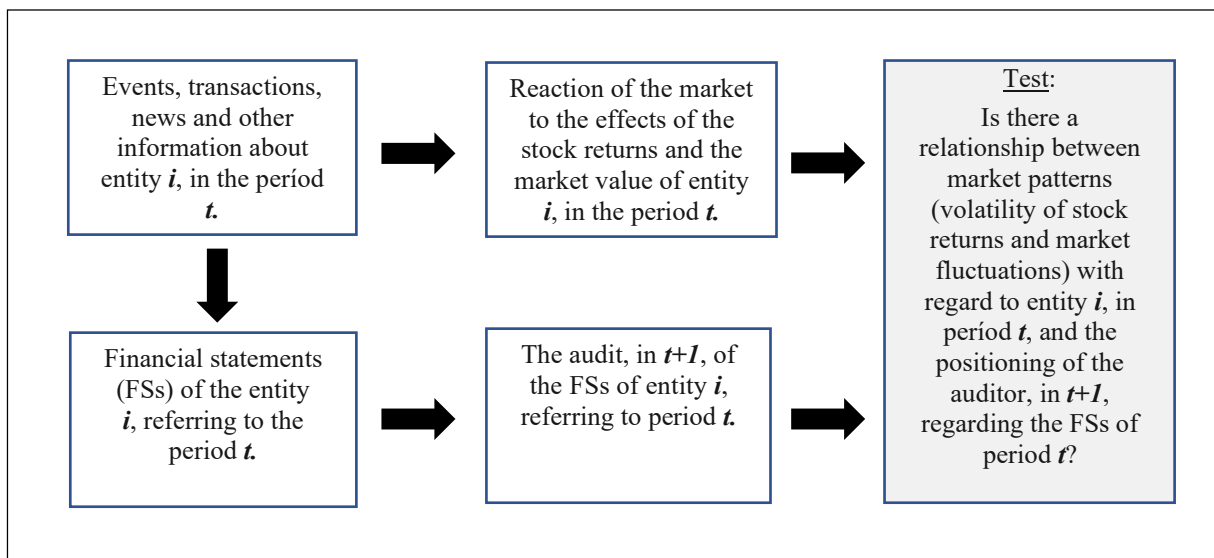 Events, transactions,
news and other
information about
entity i, in the períod
t.
Reaction of the market
to the effects of the
stock returns and the
market value of entity
i, in the period t.
Test:
Is there a
relationship between
market patterns
(volatility of stock
returns and market
fluctuations) with
regard to entity i, in
períod t, and the
positioning of the
auditor, in t+1,
regarding the FSs of
period t?
Financial statements
(FSs) of the entity
i, referring to the
period t.
The audit, in t+1, of
the FSs of entity i,
referring to period t.